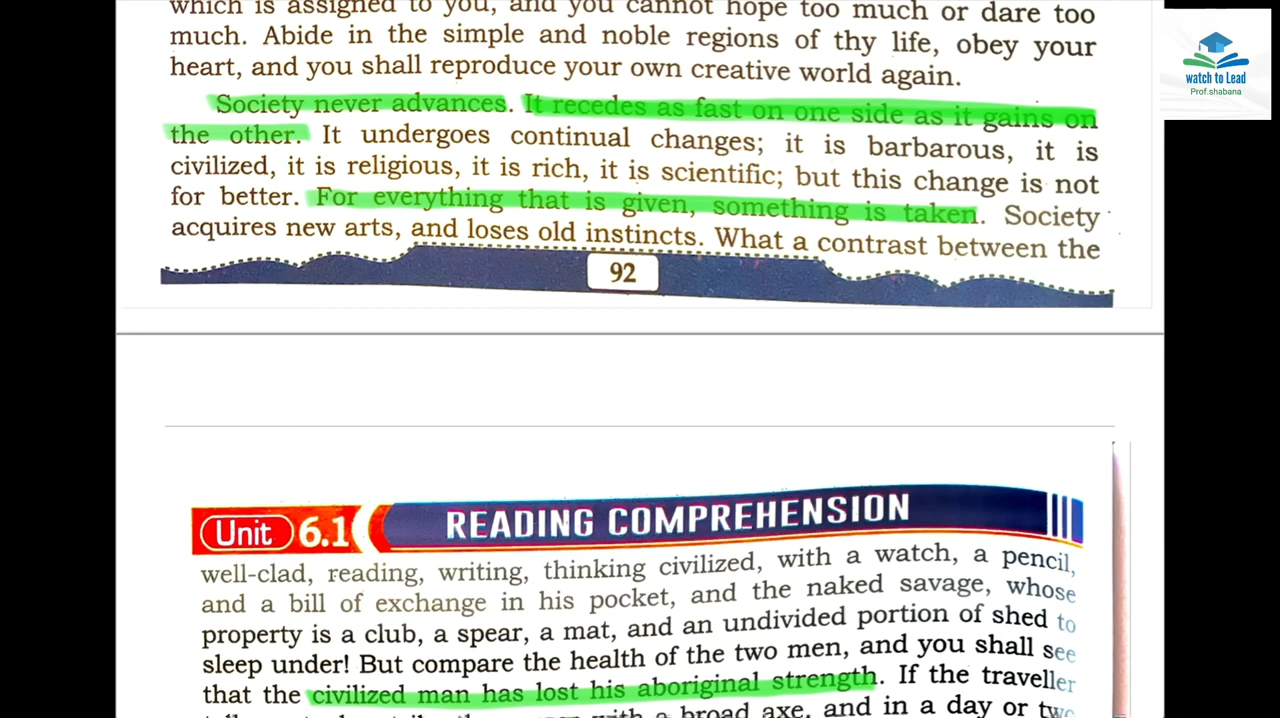 which is assigned to you, and you cannot hope too much or dare too
much. Abide in the simple and noble regions of thy life, obey your
heart, and you shall reproduce your own creative world again.
Society never advances. It recedes as fast on one side as it gains on
the other. It undergoes continual changes; it is barbarous, it is
civilized, it is religious, it is rich, it is scientific; but this change is not
for better. For everything that is given, something is taken. Society
acquires new arts, and loses old instincts. What a contrast between the
92
Unit 6.1 READING COMPREHENSION
well-clad, reading, writing, thinking civilized, with a watch, a pencil,
and a bill of exchange in his pocket, and the naked savage, whose
property is a club, a spear, a mat, and an undivided portion of shed to
sleep under! But compare the health of the two men, and you shall see
that the civilized man has lost his aboriginal strength. If the traveller
with a broad axe, and in a day or two
watch to Lead
Prof.shabana